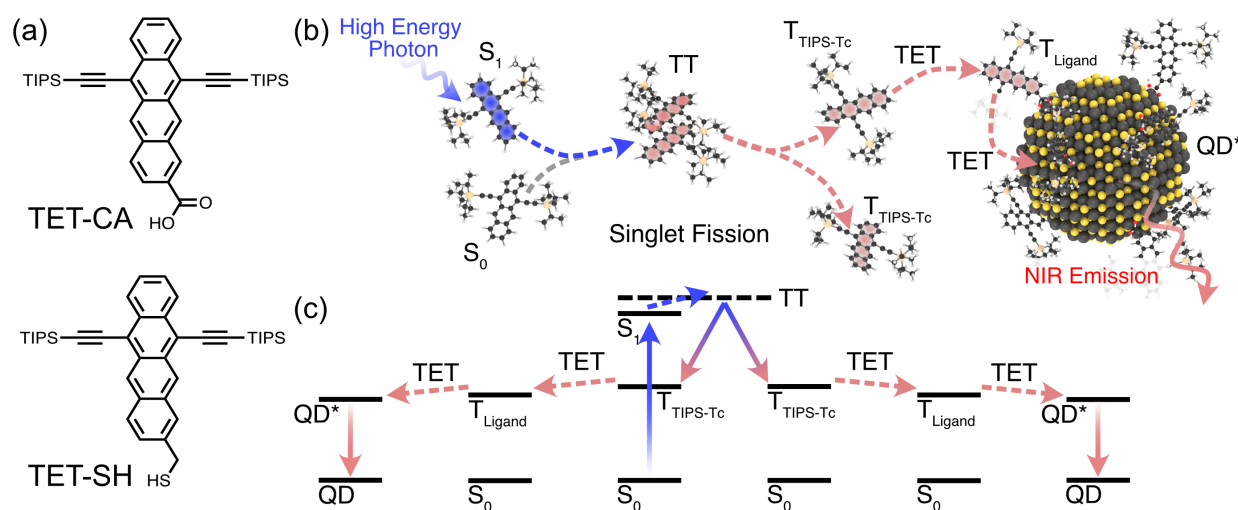 (a)
TIPS
TIPS
HO
O
TET-CA
TIPS
TIPS
HS
TET-SH
(b)
High Energy
Photon
S1
S0
TT
Singlet Fission
TTIPS-Tc
TTIPS-Tc
TET
TLigand
TET
QD*
NIR Emission
(c)
TT
S1
TET
TET
TET
TET
QD*
TLigand
TTIPS-Tc
TTIPS-Tc
TLigand
QD*
QD
S0
S0
S0
S0
QD